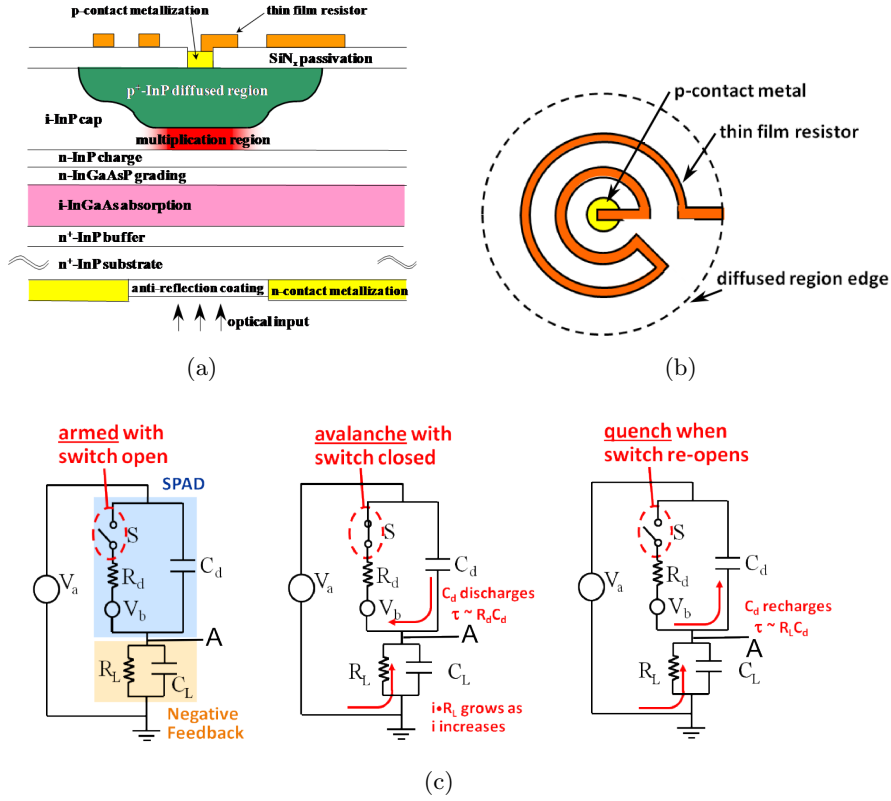 p-contact metallization
thin film resistor
SiNx passivation
p+-InP diffused region
i-InP cap
multiplication region
n-InP charge
n-InGaAsP grading
i-InGaAs absorption
n+-InP buffer
n+-InP substrate
anti-reflection coating
n-contact metallization
optical input
(a)
p-contact metal
thin film resistor
diffused region edge
(b)
armed with
switch open
SPAD
S
Rd
Cd
Va
Vb
A
RL
CL
Negative
Feedback
avalanche with
switch closed
S
Rd
Cd
Va
Vb
Cd discharges
τ ~ RdCd
A
RL
CL
i•RL grows as
i increases
quench when
switch re-opens
S
Rd
Cd
Va
Vb
Cd recharges
τ ~ RLCd
A
RL
CL
(c)